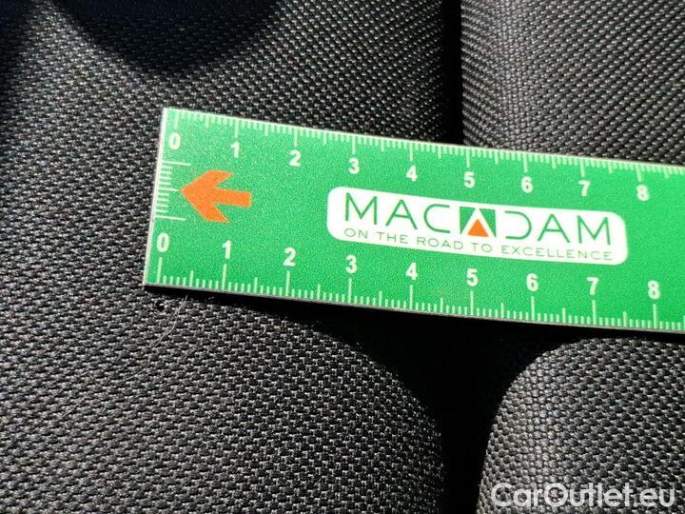 0 1 2 3 4 5 6 7 8
MACADAM
ON THE ROAD TO EXCELLENCE
0 1 2 3 4 5 6 7 8
CarOutlet.eu